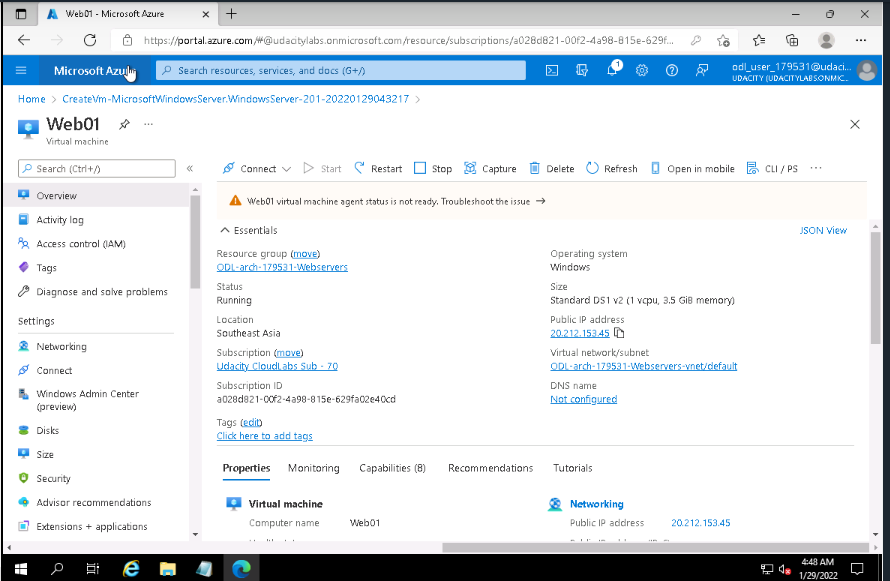 Web01 - Microsoft Azure
https://portal.azure.com/#@udacitylabs.onmicrosoft.com/resource/subscriptions/a028d821-00f2-4a98-815e-629f...
Microsoft Azure
Search resources, services, and docs (G+/)
1
odl_user_179531@udaci...
UDACITY (UDACITYLABS.ONMIC...
Home > CreateVm-MicrosoftWindowsServer.WindowsServer-201-20220129043217 >
Web01
Virtual machine
Search (Ctrl+/)
Connect
Start
Restart
Stop
Capture
Delete
Refresh
Open in mobile
CLI / PS
Overview
Activity log
Access control (IAM)
Tags
Diagnose and solve problems
Settings
Networking
Connect
Windows Admin Center
(preview)
Disks
Size
Security
Advisor recommendations
Extensions + applications
Web01 virtual machine agent status is not ready. Troubleshoot the issue →
Essentials
JSON View
Resource group (move)
ODL-arch-179531-Webservers
Status
Running
Location
Southeast Asia
Subscription (move)
Udacity CloudLabs Sub - 70
Subscription ID
a028d821-00f2-4a98-815e-629fa02e40cd
Tags (edit)
Click here to add tags
Operating system
Windows
Size
Standard DS1 v2 (1 vcpu, 3.5 GiB memory)
Public IP address
20.212.153.45
Virtual network/subnet
ODL-arch-179531-Webservers-vnet/default
DNS name
Not configured
Properties
Monitoring
Capabilities (8)
Recommendations
Tutorials
Virtual machine
Computer name Web01
Networking
Public IP address 20.212.153.45
4:48 AM
1/29/2022